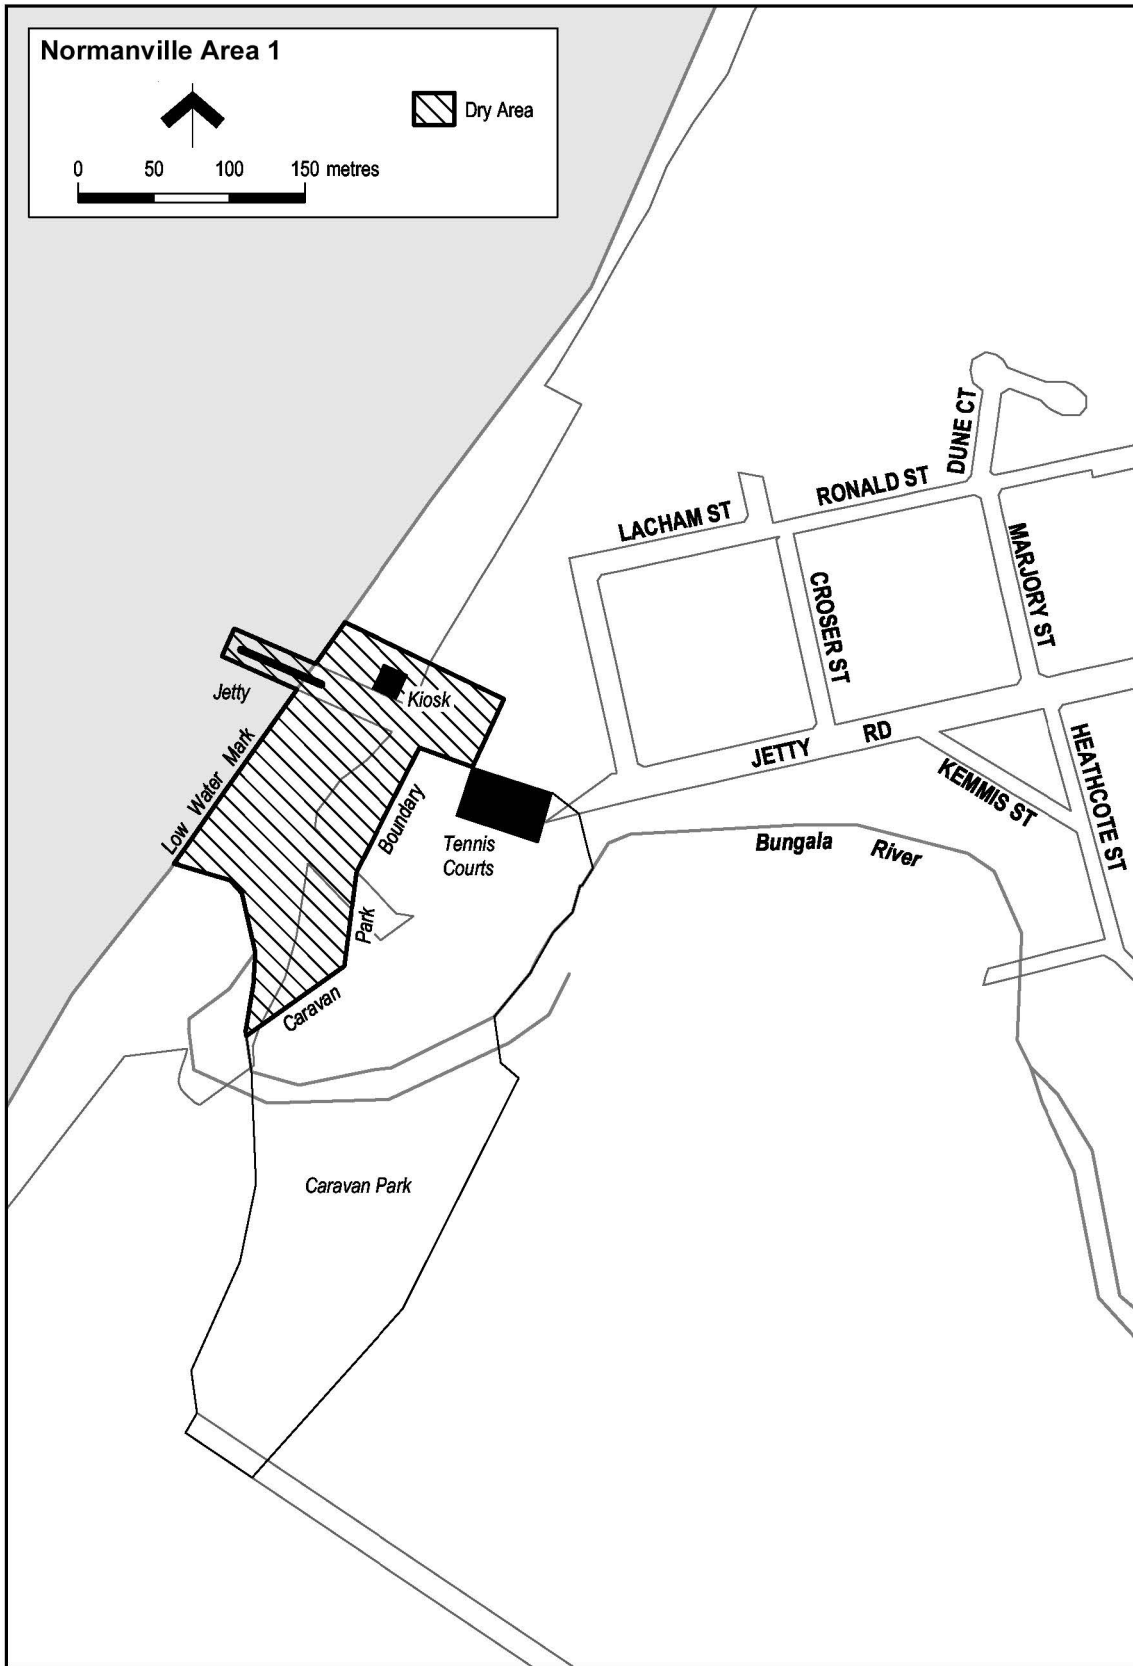 Normanville Area 1
Dry Area
0 50 100 150 metres
DUNE CT
RONALD ST
LACHAM ST
MARJORY ST
CROSER ST
Jetty
Kiosk
JETTY RD
HEATHCOTE ST
KEMMIS ST
Low Water Mark
Caravan Park Boundary
Tennis
Courts
Bungala River
Caravan Park